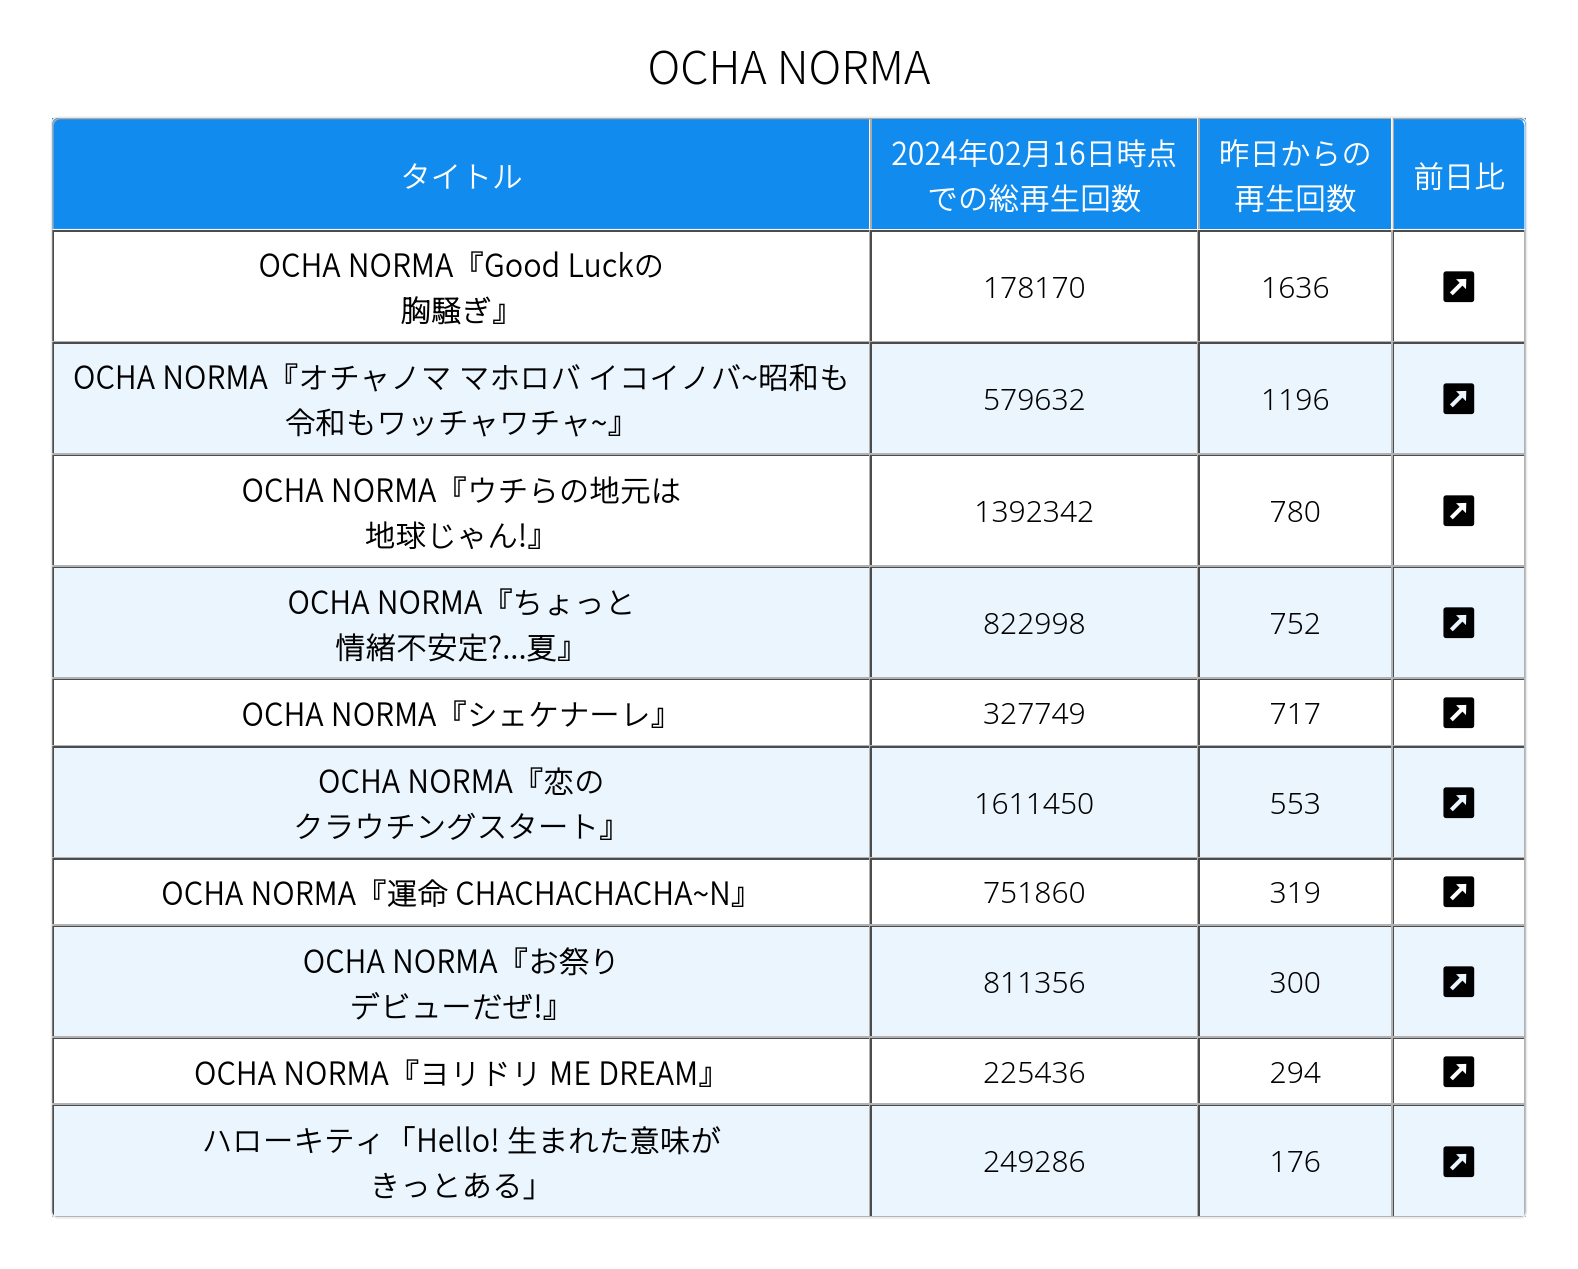 OCHA NORMA
タイトル
2024年02月16日時点
での総再生回数
昨日からの
再生回数
前日比
OCHA NORMA『Good Luckの
胸騒ぎ』
178170
1636
OCHA NORMA『オチャノマ マホロバ イコイノバ~昭和も
令和もワッチャワチャ~』
579632
1196
OCHA NORMA『ウチらの地元は
地球じゃん!』
1392342
780
OCHA NORMA『ちょっと
情緒不安定?...夏』
822998
752
OCHA NORMA『シェケナーレ』
327749
717
OCHA NORMA『恋の
クラウチングスタート』
1611450
553
OCHA NORMA『運命 CHACHACHACHA~N』
751860
319
OCHA NORMA『お祭り
デビューだぜ!』
811356
300
OCHA NORMA『ヨリドリ ME DREAM』
225436
294
ハローキティ「Hello! 生まれた意味が
きっとある」
249286
176